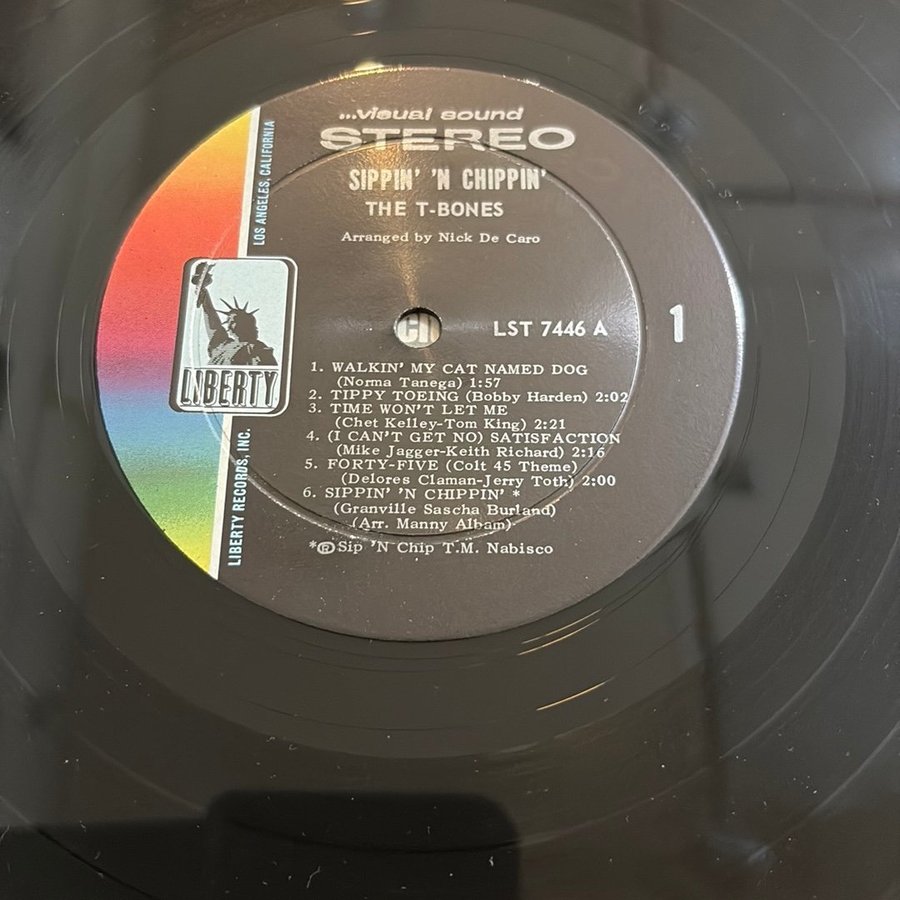 ...visual sound
STEREO
SIPPIN' 'N CHIPPIN'
THE T-BONES
Arranged by Nick De Caro
LOS ANGELES, CALIFORNIA
LIBERTY
LIBERTY RECORDS, INC.
LST 7446 A
1
1. WALKIN' MY CAT NAMED DOG
(Norma Tanega) 1:57
2. TIPPY TOEING (Bobby Harden) 2:02
3. TIME WON'T LET ME
(Chet Kelley-Tom King) 2:21
4. (I CAN'T GET NO) SATISFACTION
(Mike Jagger-Keith Richard) 2:16
5. FORTY-FIVE (Colt 45 Theme)
(Delores Claman-Jerry Toth) 2:00
6. SIPPIN' 'N CHIPPIN' *
(Granville Sascha Burland)
(Arr. Manny Albam)
*® Sip 'N Chip T.M. Nabisco